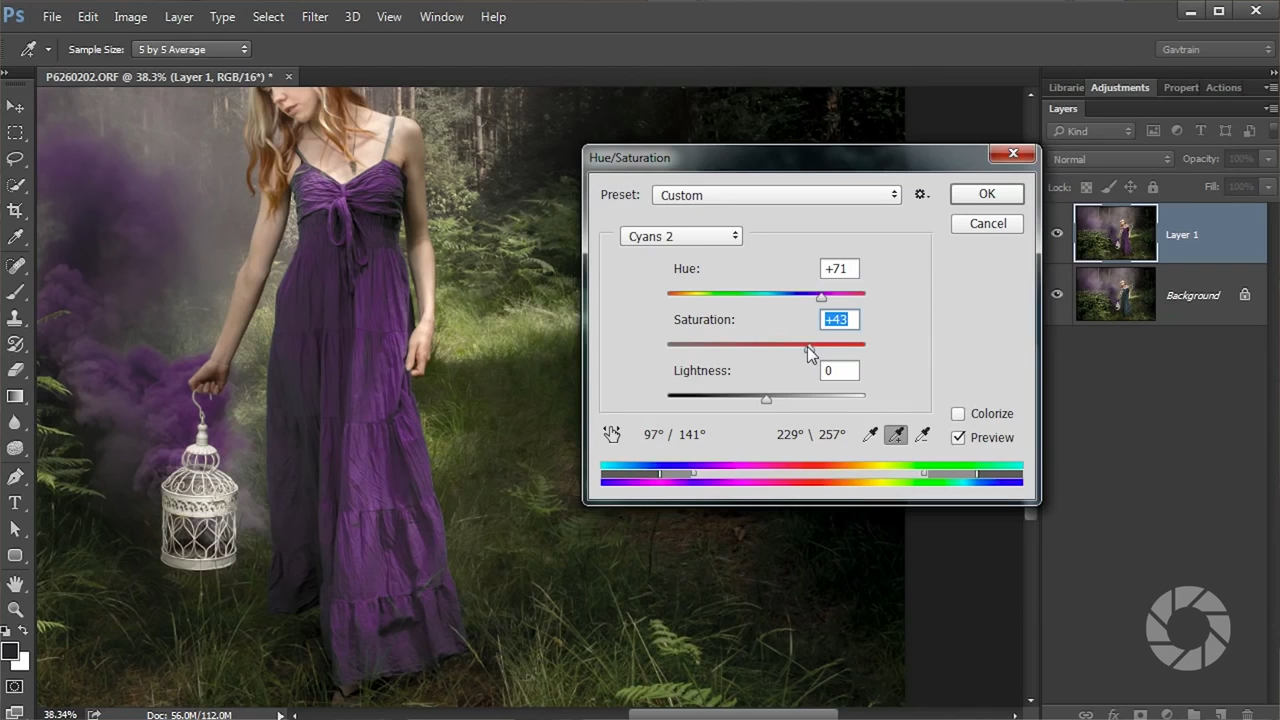 Ps File Edit Image Layer Type Select Filter 3D View Window Help
Sample Size: 5 by 5 Average Gavtrain
P6260202.ORF @ 38.3% (Layer 1, RGB/16*) *
Librarie Adjustments Propert Actions
Layers
Kind
Normal Opacity: 100%
Lock: Fill: 100%
Layer 1
Background
Hue/Saturation
Preset: Custom OK
Cancel
Cyans 2
Hue: +71
Saturation: +43
Lightness: 0
Colorize
97° / 141° 229° \ 257° Preview
38.34% Doc: 56.0M/112.0M